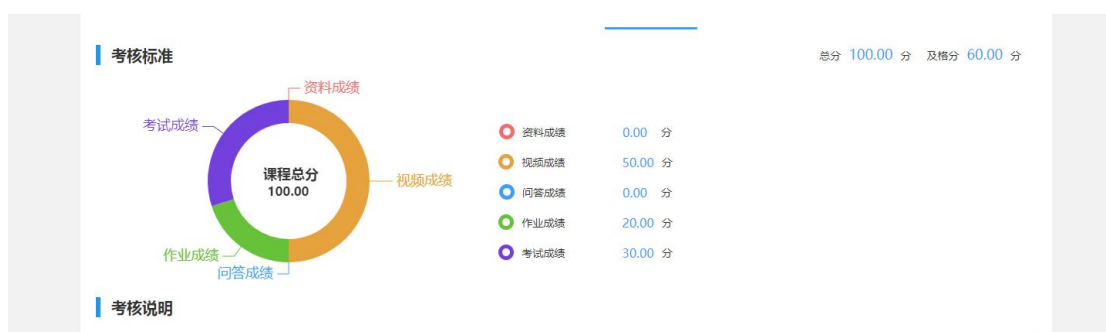 考核标准
总分 100.00 分 及格分 60.00 分
资料成绩
考试成绩
课程总分
100.00
视频成绩
作业成绩
问答成绩
资料成绩 0.00 分
视频成绩 50.00 分
问答成绩 0.00 分
作业成绩 20.00 分
考试成绩 30.00 分
考核说明